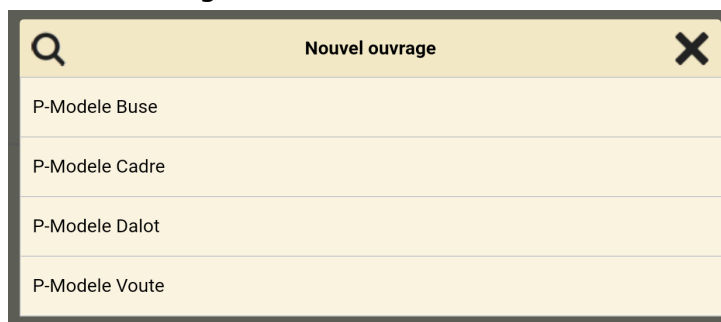 Nouvel ouvrage
P-Modele Buse
P-Modele Cadre
P-Modele Dalot
P-Modele Voute